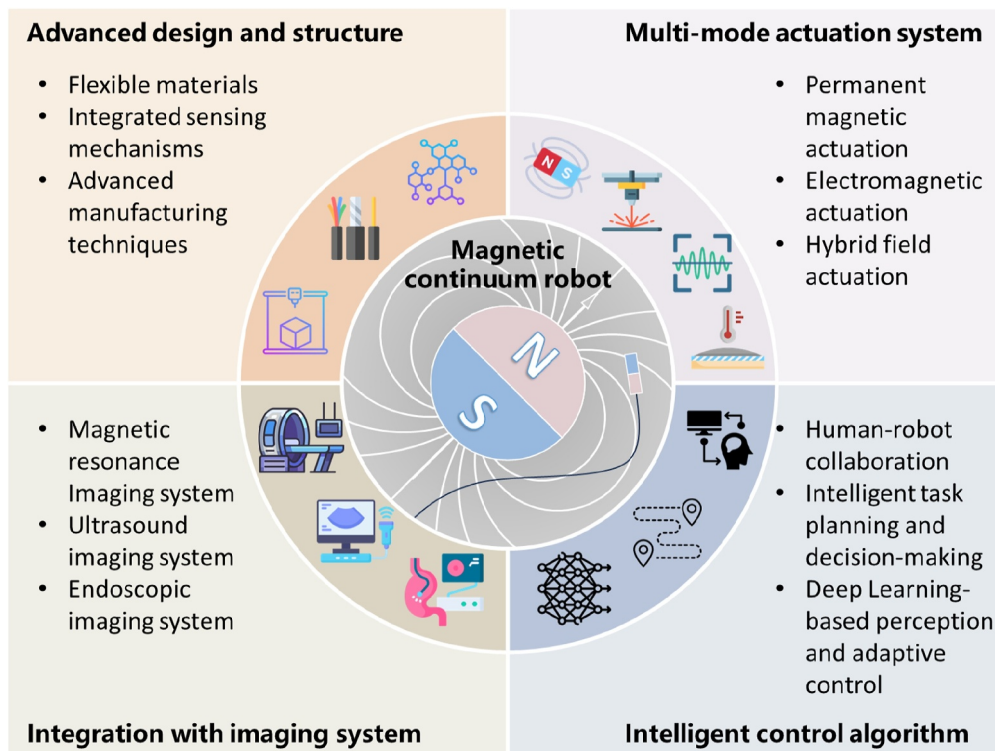 Advanced design and structure
• Flexible materials
• Integrated sensing
mechanisms
• Advanced
manufacturing
techniques
Multi-mode actuation system
• Permanent
magnetic
actuation
• Electromagnetic
actuation
• Hybrid field
actuation
N S
Magnetic
continuum robot
N
S
• Magnetic
resonance
Imaging system
• Ultrasound
imaging system
• Endoscopic
imaging system
Integration with imaging system
• Human-robot
collaboration
• Intelligent task
planning and
decision-making
• Deep Learning-
based perception
and adaptive
control
Intelligent control algorithm